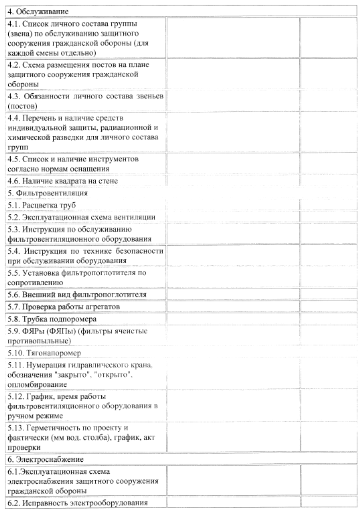 4. Обслуживание
4.1. Список личного состава группы
(звена) по обслуживанию защитного
сооружения гражданской обороны (для
каждой смены отдельно)
4.2. Схема размещения постов на плане
защитного сооружения гражданской
обороны
4.3. Обязанности личного состава звеньев
(постов)
4.4. Перечень и наличие средств
индивидуальной защиты, радиационной и
химической разведки для личного состава
групп
4.5. Список и наличие инструментов
согласно нормам оснащения
4.6. Наличие квадрата на стене
5. Фильтровентиляция
5.1. Расцветка труб
5.2. Эксплуатационная схема вентиляции
5.3. Инструкция по обслуживанию
фильтровентиляционного оборудования
5.4. Инструкция по технике безопасности
при обслуживании оборудования
5.5. Установка фильтропоглотителя по
сопротивлению
5.6. Внешний вид фильтропоглотителя
5.7. Проверка работы агрегатов
5.8. Трубка подпоромера
5.9. ФЯРы (ФЯПы) (фильтры ячеистые
противопыльные)
5.10. Тягонапоромер
5.11. Нумерация гидравлического крана,
обозначения "закрыто", "открыто",
опломбирование
5.12. График, время работы
фильтровентиляционного оборудования в
ручном режиме
5.13. Герметичность по проекту и
фактически (мм вод. столба), график, акт
проверки
6. Электроснабжение
6.1.Эксплуатационная схема
электроснабжения защитного сооружения
гражданской обороны
6.2. Исправность электрооборудования